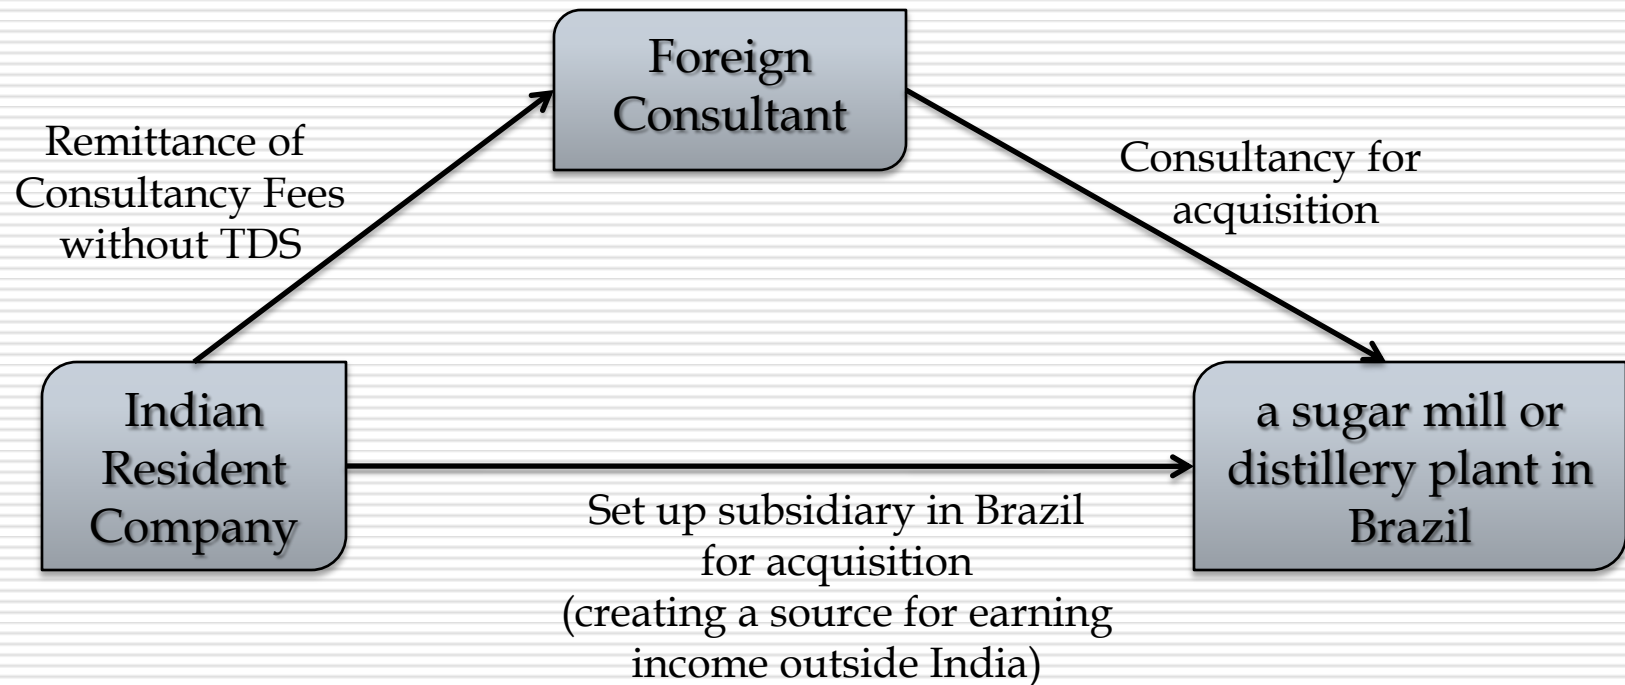 Foreign
Consultant
Remittance of
Consultancy Fees
without TDS
Consultancy for
acquisition
Indian
Resident
Company
a sugar mill or
distillery plant in
Brazil
Set up subsidiary in Brazil
for acquisition
(creating a source for earning
income outside India)